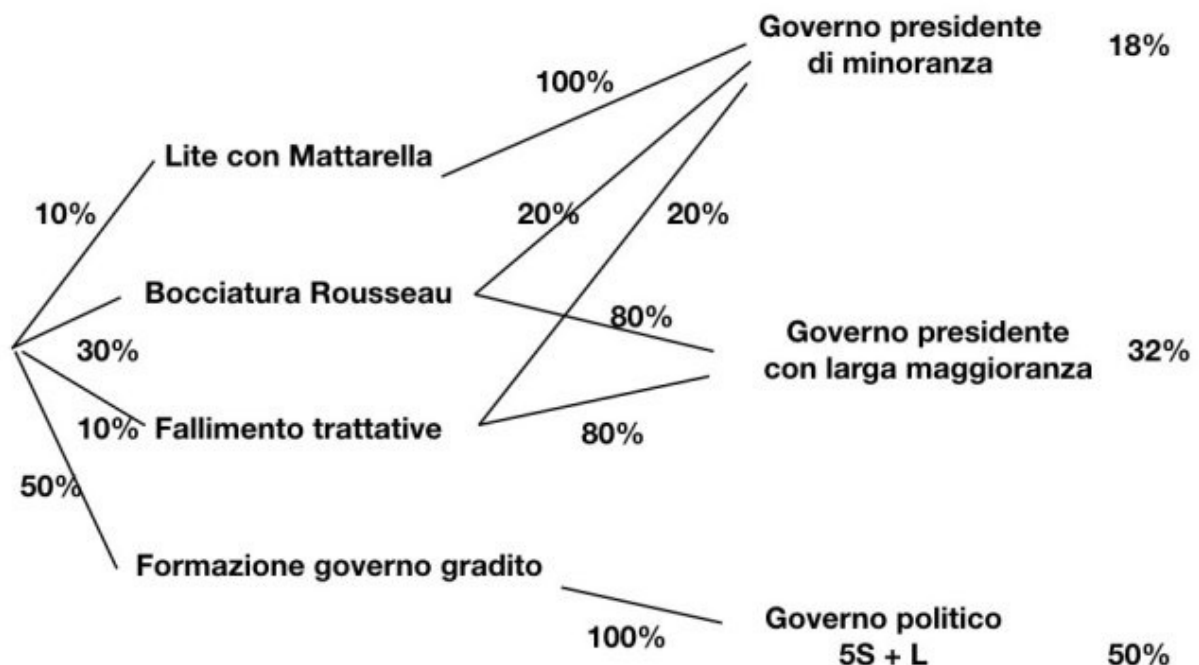 Governo presidente
di minoranza
18%
100%
Lite con Mattarella
10%
20%
20%
Bocciatura Rousseau
80%
Governo presidente
con larga maggioranza
32%
30%
10%
Fallimento trattative
80%
50%
Formazione governo gradito
100%
Governo politico
5S + L
50%